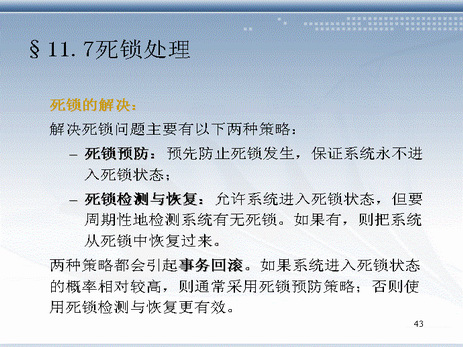 §11.7死锁处理
死锁的解决：
解决死锁问题主要有以下两种策略：
– 死锁预防：预先防止死锁发生，保证系统永不进
入死锁状态；
– 死锁检测与恢复：允许系统进入死锁状态，但要
周期性地检测系统有无死锁。如果有，则把系统
从死锁中恢复过来。
两种策略都会引起事务回滚。如果系统进入死锁状态
的概率相对较高，则通常采用死锁预防策略；否则使
用死锁检测与恢复更有效。
43